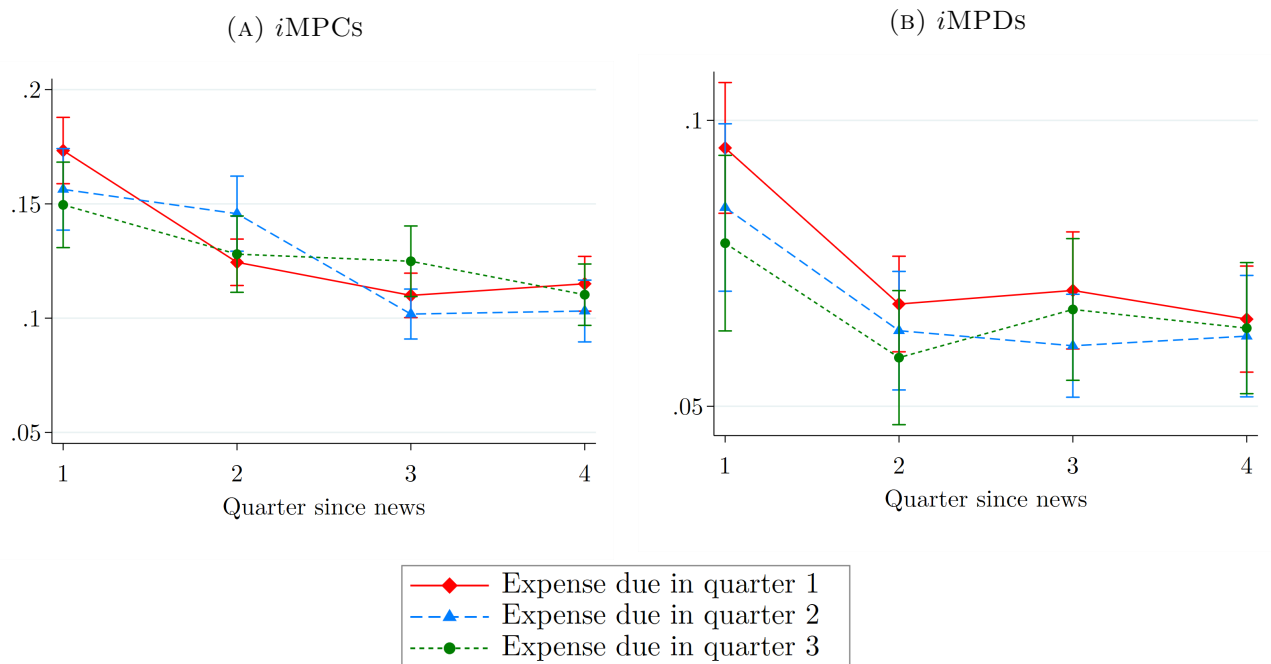 (A) iMPCs
.2
.15
.1
.05
1 2 3 4
Quarter since news
(B) iMPDs
.1
.05
1 2 3 4
Quarter since news
Expense due in quarter 1
Expense due in quarter 2
Expense due in quarter 3